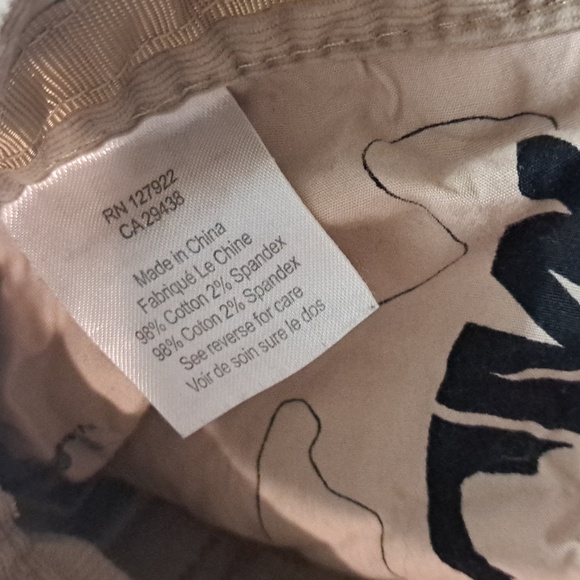 RN 127922
CA 29438
Made in China
Fabriqué Le Chine
98% Cotton 2% Spandex
98% Coton 2% Spandex
See reverse for care
Voir de soin sure le dos